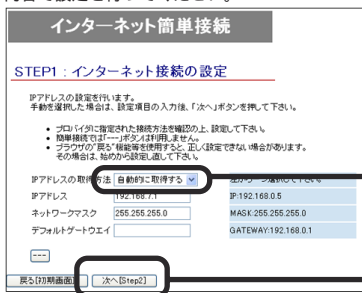 インターネット簡単接続
STEP1：インターネット接続の設定
IPアドレスの設定を行います。
手動を選択した場合は、設定項目の入力後、「次へ」ボタンを押して下さい。
• プロバイダに指定された接続方法を確認の上、設定して下さい。
• 簡単接続では「---」ボタンは利用しません。
• ブラウザの"戻る"機能等を使用すると、正しく設定できない場合があります。
その場合は、始めから設定し直して下さい。
IPアドレスの取得方法 自動的に取得する
IPアドレス 192.168.7.1 IP:192.168.0.5
ネットワークマスク 255.255.255.0 MASK:255.255.255.0
デフォルトゲートウエイ GATEWAY:192.168.0.1
---
戻る[初期画面] 次へ[Step2]